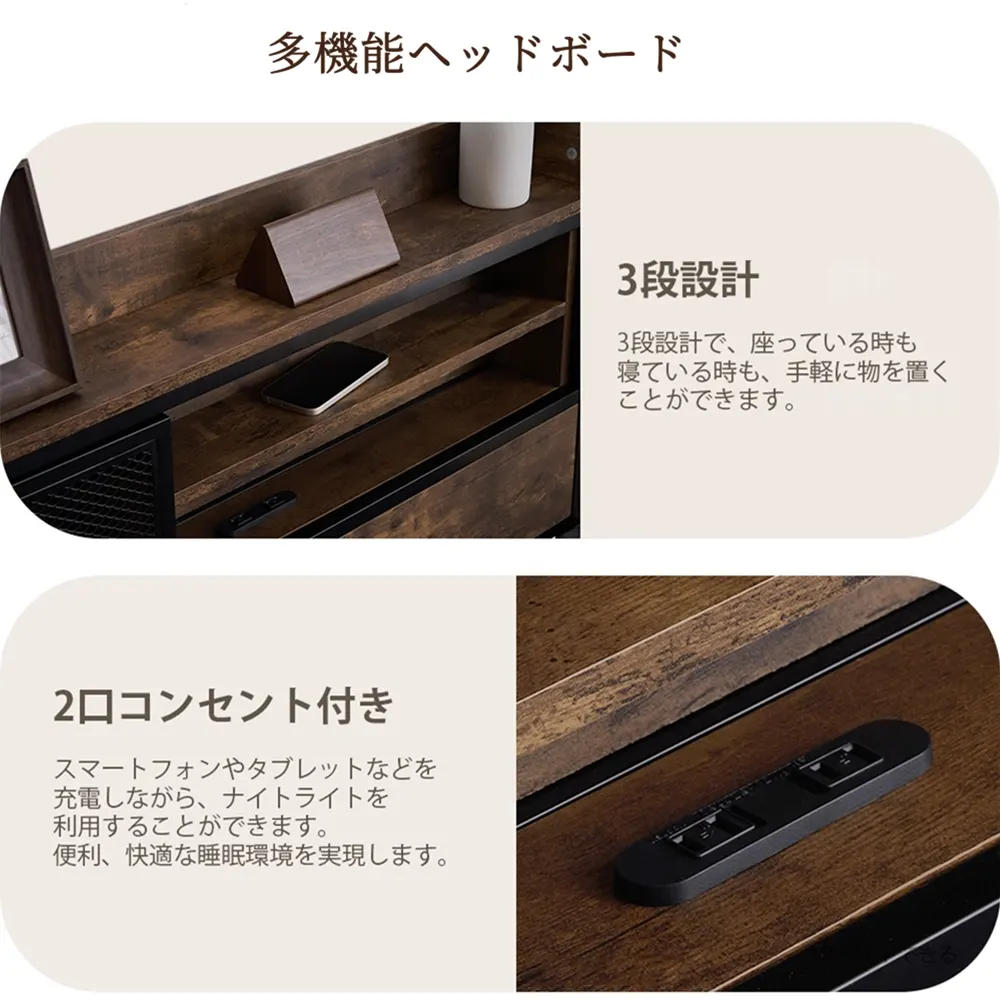 多機能ヘッドボード
3段設計
3段設計で、座っている時も
寝ている時も、手軽に物を置く
ことができます。
2口コンセント付き
スマートフォンやタブレットなどを
充電しながら、ナイトライトを
利用することができます。
便利、快適な睡眠環境を実現します。